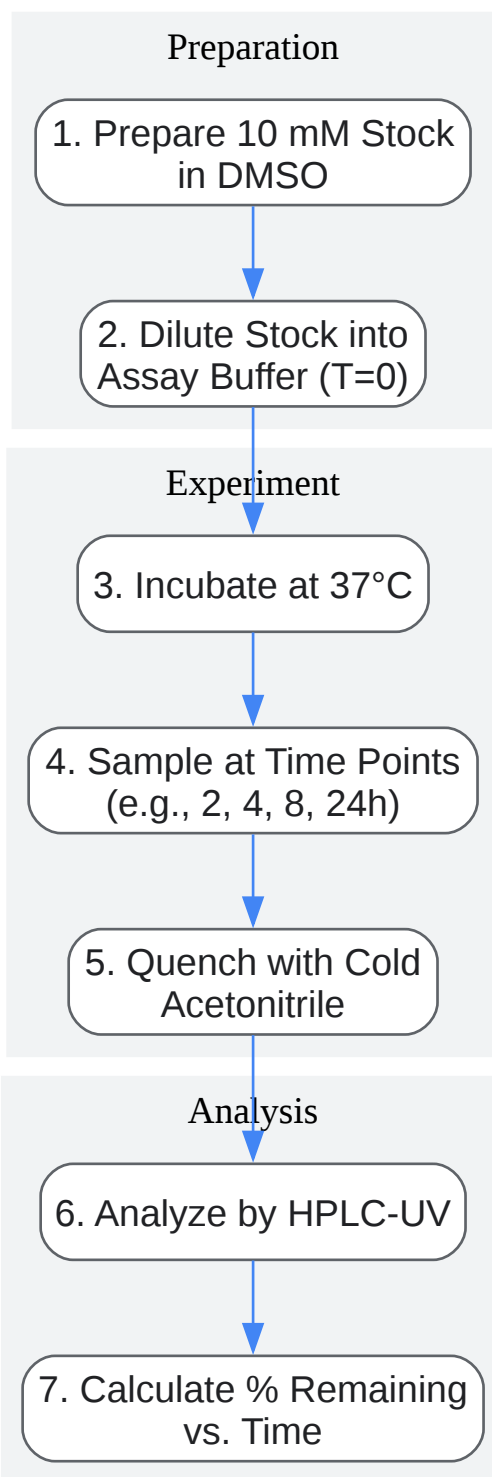 Preparation
1. Prepare 10 mM Stock
in DMSO
2. Dilute Stock into
Assay Buffer (T=0)
Experiment
3. Incubate at 37°C
4. Sample at Time Points
(e.g., 2, 4, 8, 24h)
5. Quench with Cold
Acetonitrile
Analysis
6. Analyze by HPLC-UV
7. Calculate % Remaining
vs. Time